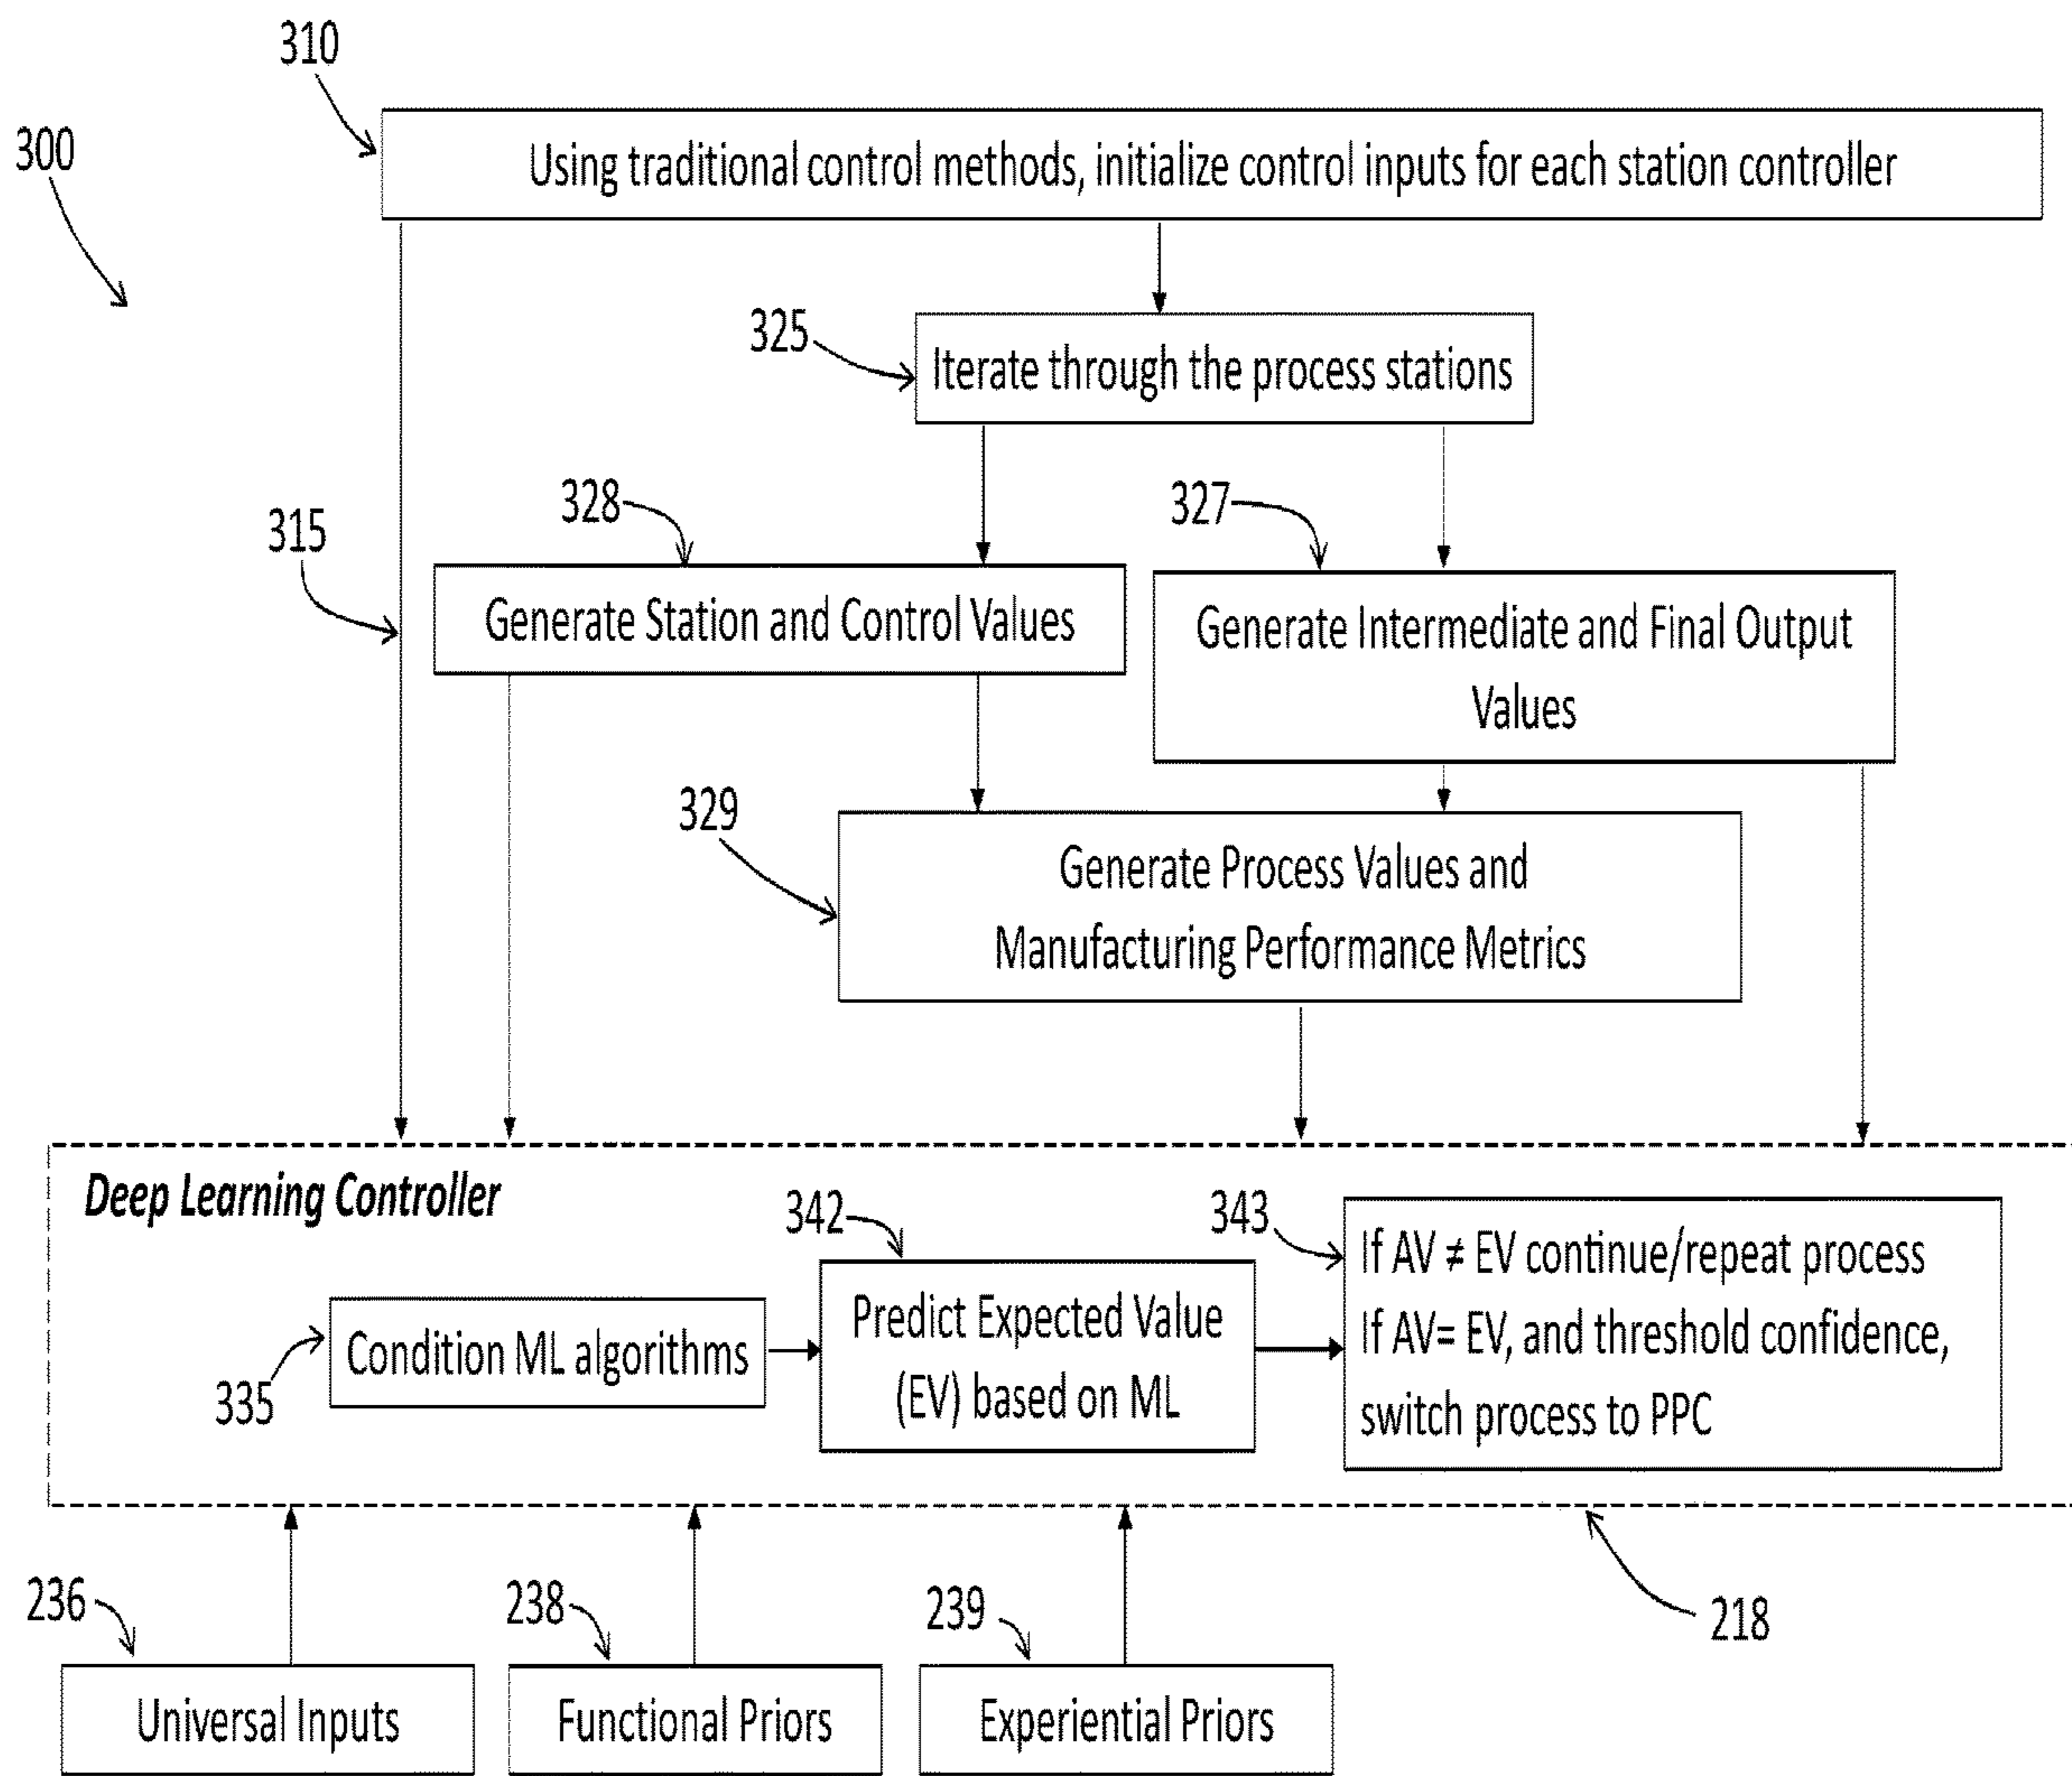 310
Using traditional control methods, initialize control inputs for each station controller
300
325
Iterate through the process stations
328
327
315
Generate Station and Control Values
Generate Intermediate and Final Output
Values
329
Generate Process Values and
Manufacturing Performance Metrics
Deep Learning Controller
342
343
If AV ≠ EV continue/repeat process
If AV= EV, and threshold confidence,
switch process to PPC
Predict Expected Value
(EV) based on ML
Condition ML algorithms
335
236
238
239
218
Universal Inputs
Functional Priors
Experiential Priors